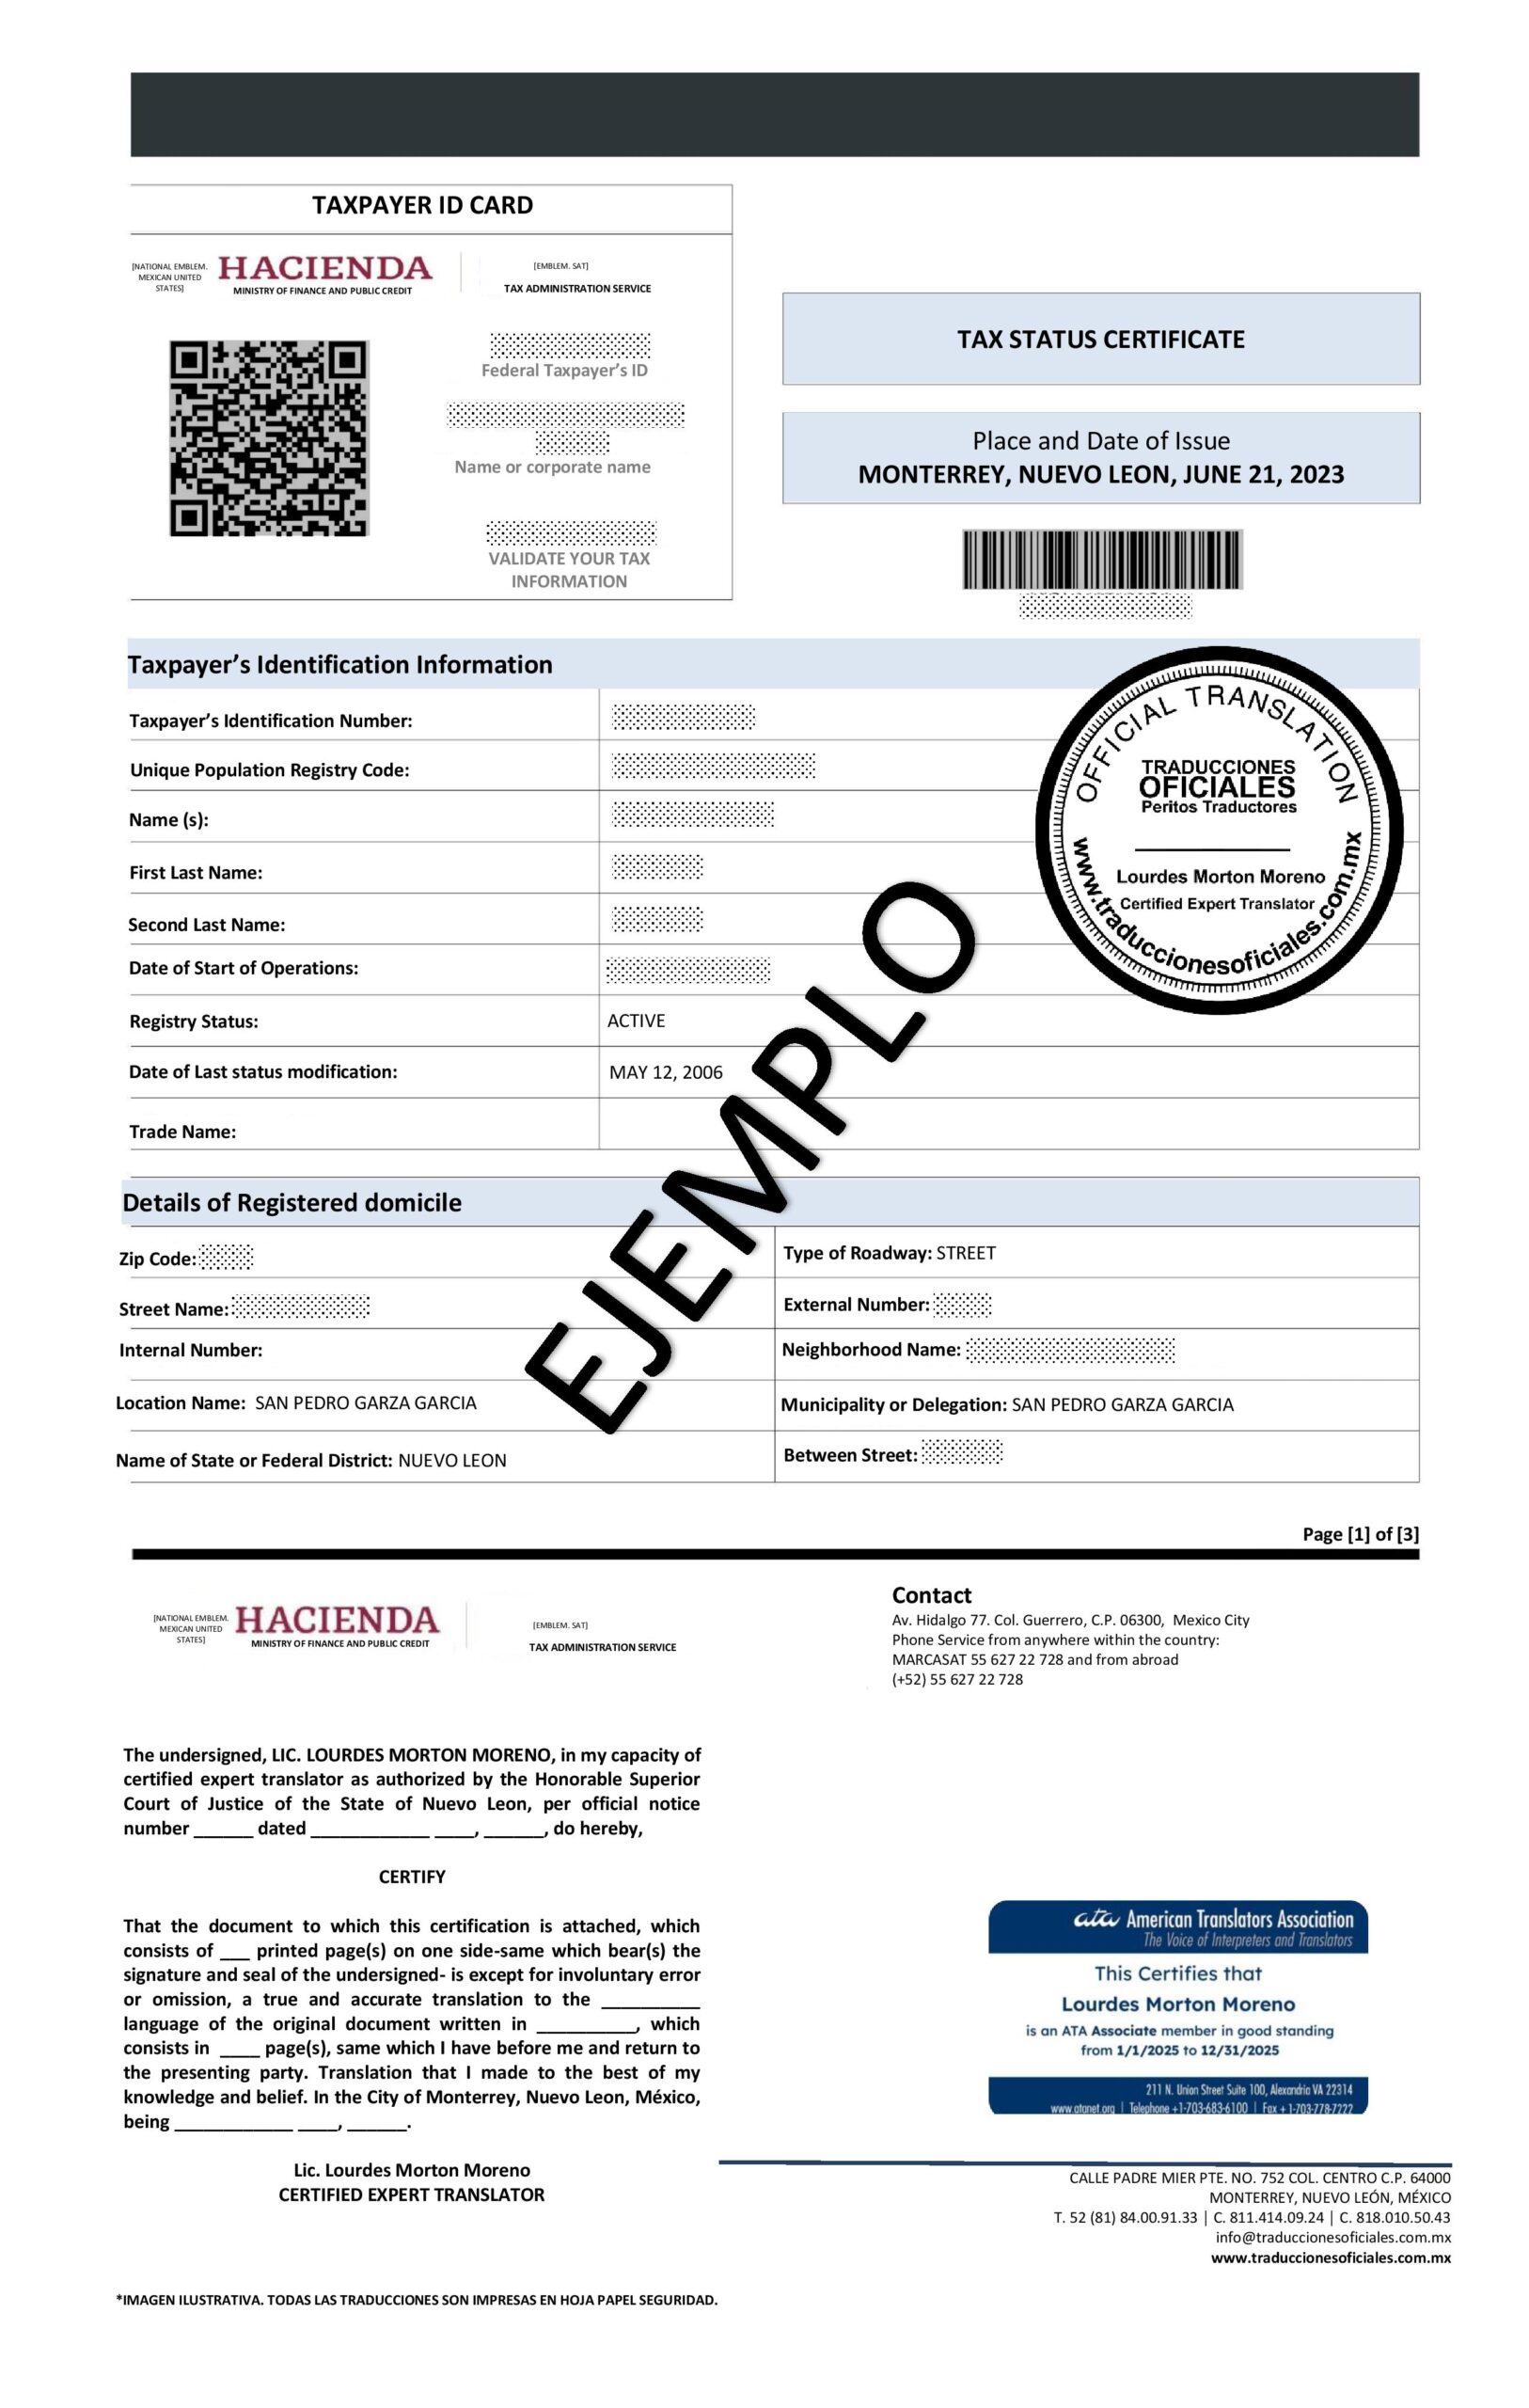 TAXPAYER ID CARD
[NATIONAL EMBLEM.
MEXICAN UNITED
STATES]
HACIENDA
MINISTRY OF FINANCE AND PUBLIC CREDIT
[EMBLEM. SAT]
TAX ADMINISTRATION SERVICE
Federal Taxpayer's ID
Name or corporate name
VALIDATE YOUR TAX
INFORMATION
TAX STATUS CERTIFICATE
Place and Date of Issue
MONTERREY, NUEVO LEON, JUNE 21, 2023
Taxpayer's Identification Information
Taxpayer's Identification Number:
Unique Population Registry Code:
Name (s):
First Last Name:
Second Last Name:
Date of Start of Operations:
Registry Status: ACTIVE
Date of Last status modification: MAY 12, 2006
Trade Name:
OFFICIAL TRANSLATION
TRADUCCIONES
OFICIALES
Peritos Traductores
Lourdes Morton Moreno
Certified Expert Translator
www.traduccionesoficiales.com.mx
EJEMPLO
Details of Registered domicile
Zip Code:
Type of Roadway: STREET
Street Name:
External Number:
Internal Number:
Neighborhood Name:
Location Name: SAN PEDRO GARZA GARCIA
Municipality or Delegation: SAN PEDRO GARZA GARCIA
Name of State or Federal District: NUEVO LEON
Between Street:
Page [1] of [3]
[NATIONAL EMBLEM.
MEXICAN UNITED
STATES]
HACIENDA
MINISTRY OF FINANCE AND PUBLIC CREDIT
[EMBLEM. SAT]
TAX ADMINISTRATION SERVICE
Contact
Av. Hidalgo 77. Col. Guerrero, C.P. 06300, Mexico City
Phone Service from anywhere within the country:
MARCASAT 55 627 22 728 and from abroad
(+52) 55 627 22 728
The undersigned, LIC. LOURDES MORTON MORENO, in my capacity of
certified expert translator as authorized by the Honorable Superior
Court of Justice of the State of Nuevo Leon, per official notice
number ______ dated ____________ ____, ______, do hereby,
CERTIFY
That the document to which this certification is attached, which
consists of ___ printed page(s) on one side-same which bear(s) the
signature and seal of the undersigned- is except for involuntary error
or omission, a true and accurate translation to the __________
language of the original document written in __________, which
consists in ____ page(s), same which I have before me and return to
the presenting party. Translation that I made to the best of my
knowledge and belief. In the City of Monterrey, Nuevo Leon, México,
being ____________ ____, ______.
Lic. Lourdes Morton Moreno
CERTIFIED EXPERT TRANSLATOR
ata American Translators Association
The Voice of Interpreters and Translators
This Certifies that
Lourdes Morton Moreno
is an ATA Associate member in good standing
from 1/1/2025 to 12/31/2025
211 N. Union Street Suite 100, Alexandria VA 22314
www.atanet.org | Telephone +1-703-683-6100 | Fax +1-703-778-7222
CALLE PADRE MIER PTE. NO. 752 COL. CENTRO C.P. 64000
MONTERREY, NUEVO LEÓN, MÉXICO
T. 52 (81) 84.00.91.33 | C. 811.414.09.24 | C. 818.010.50.43
info@traduccionesoficiales.com.mx
www.traduccionesoficiales.com.mx
*IMAGEN ILUSTRATIVA. TODAS LAS TRADUCCIONES SON IMPRESAS EN HOJA PAPEL SEGURIDAD.